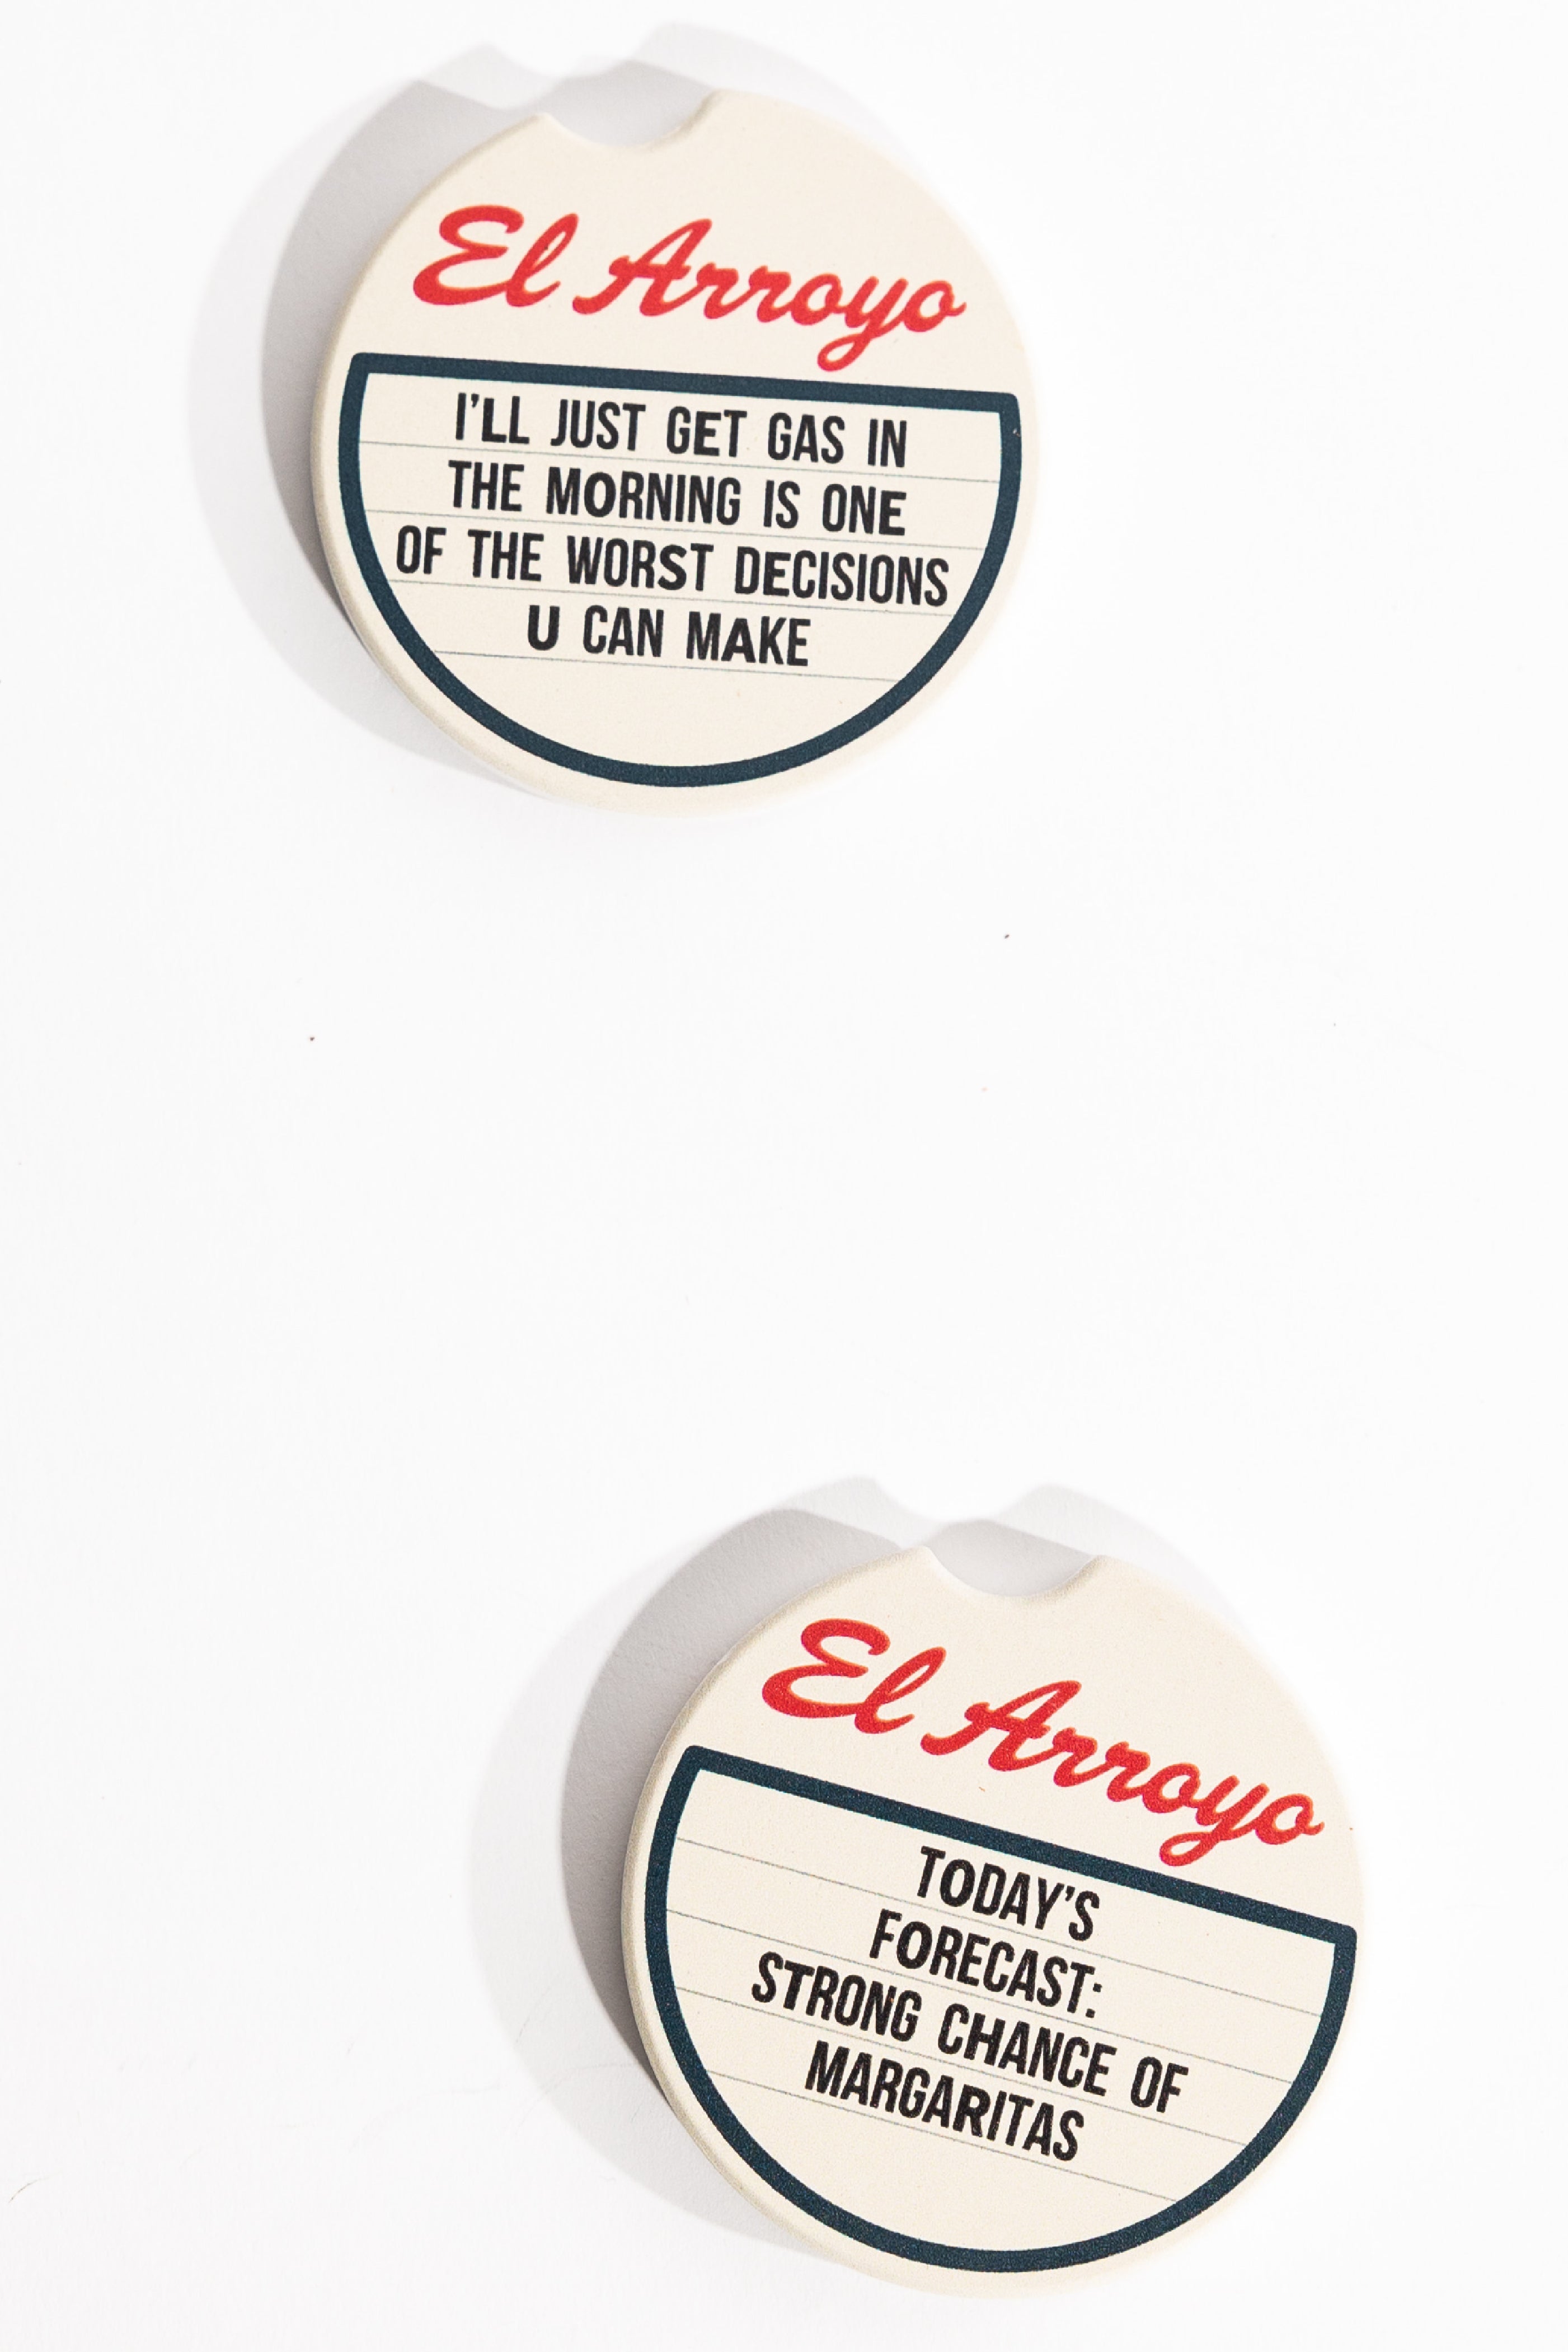 El Arroyo
I'LL JUST GET GAS IN
THE MORNING IS ONE
OF THE WORST DECISIONS
U CAN MAKE
El Arroyo
TODAY'S
FORECAST:
STRONG CHANCE OF
MARGARITAS